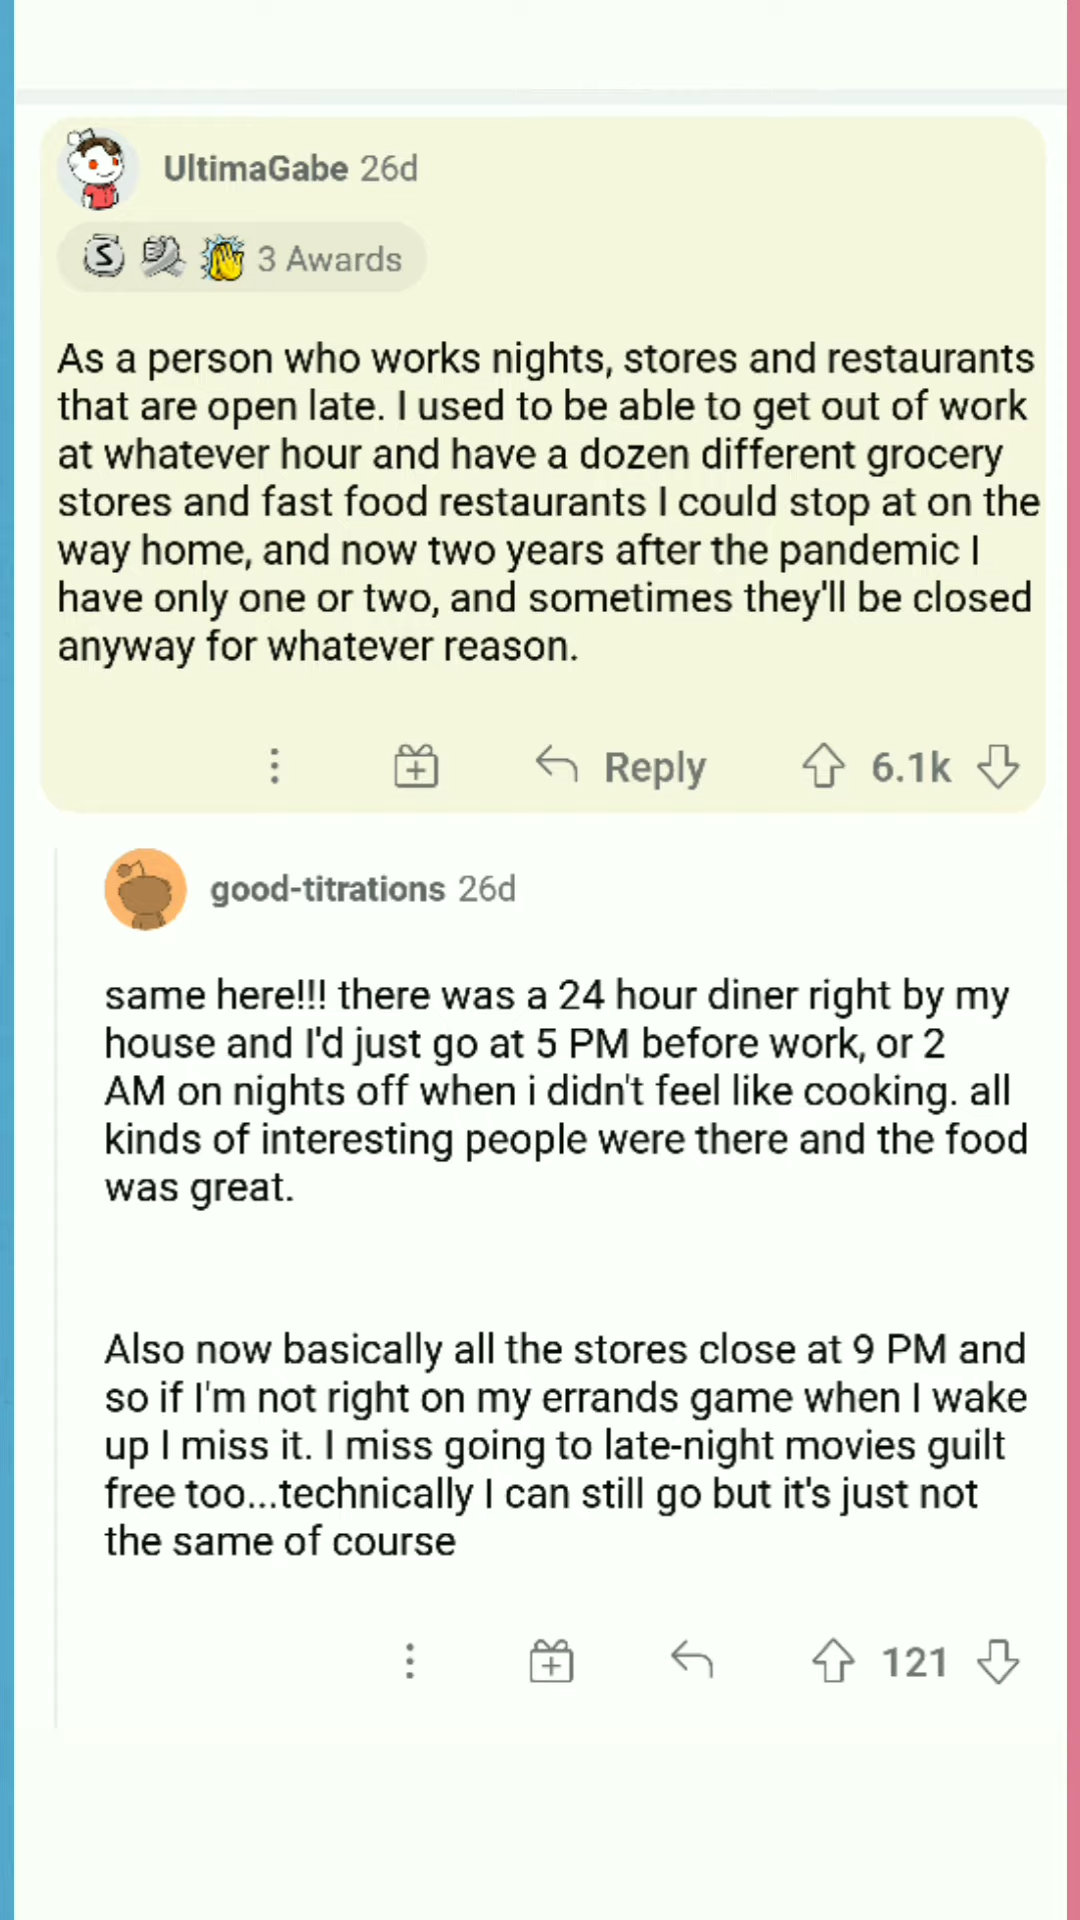 UltimaGabe 26d
3 Awards
As a person who works nights, stores and restaurants
that are open late. I used to be able to get out of work
at whatever hour and have a dozen different grocery
stores and fast food restaurants I could stop at on the
way home, and now two years after the pandemic I
have only one or two, and sometimes they'll be closed
anyway for whatever reason.
Reply 6.1k
good-titrations 26d
same here!!! there was a 24 hour diner right by my
house and I'd just go at 5 PM before work, or 2
AM on nights off when i didn't feel like cooking. all
kinds of interesting people were there and the food
was great.
Also now basically all the stores close at 9 PM and
so if I'm not right on my errands game when I wake
up I miss it. I miss going to late-night movies guilt
free too...technically I can still go but it's just not
the same of course
121